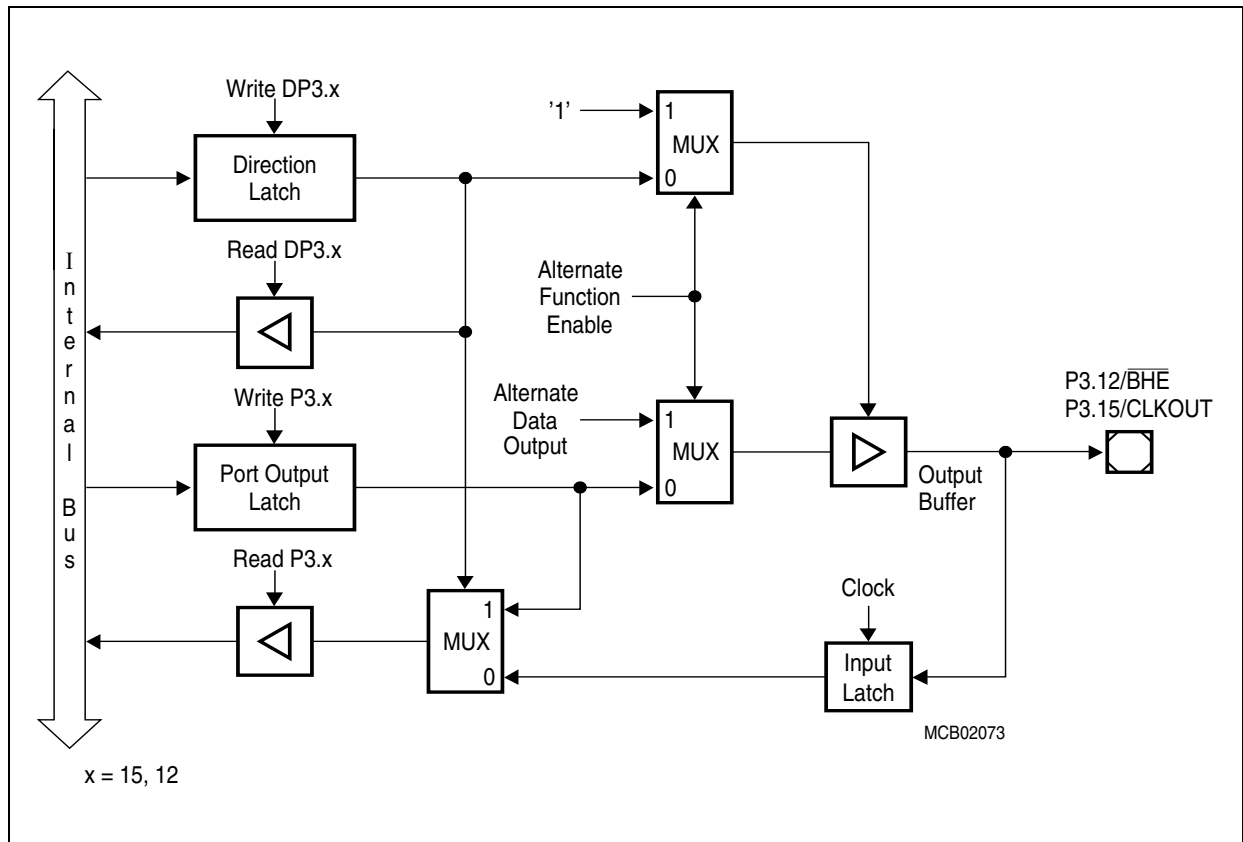 Write DP3.x
Direction
Latch
Read DP3.x
Internal Bus
Write P3.x
Port Output
Latch
Read P3.x
'1'
1
MUX
0
Alternate
Function
Enable
Alternate
Data
Output
1
MUX
0
1
MUX
0
Output
Buffer
P3.12/B̅H̅E̅
P3.15/CLKOUT
Clock
Input
Latch
MCB02073
x = 15, 12